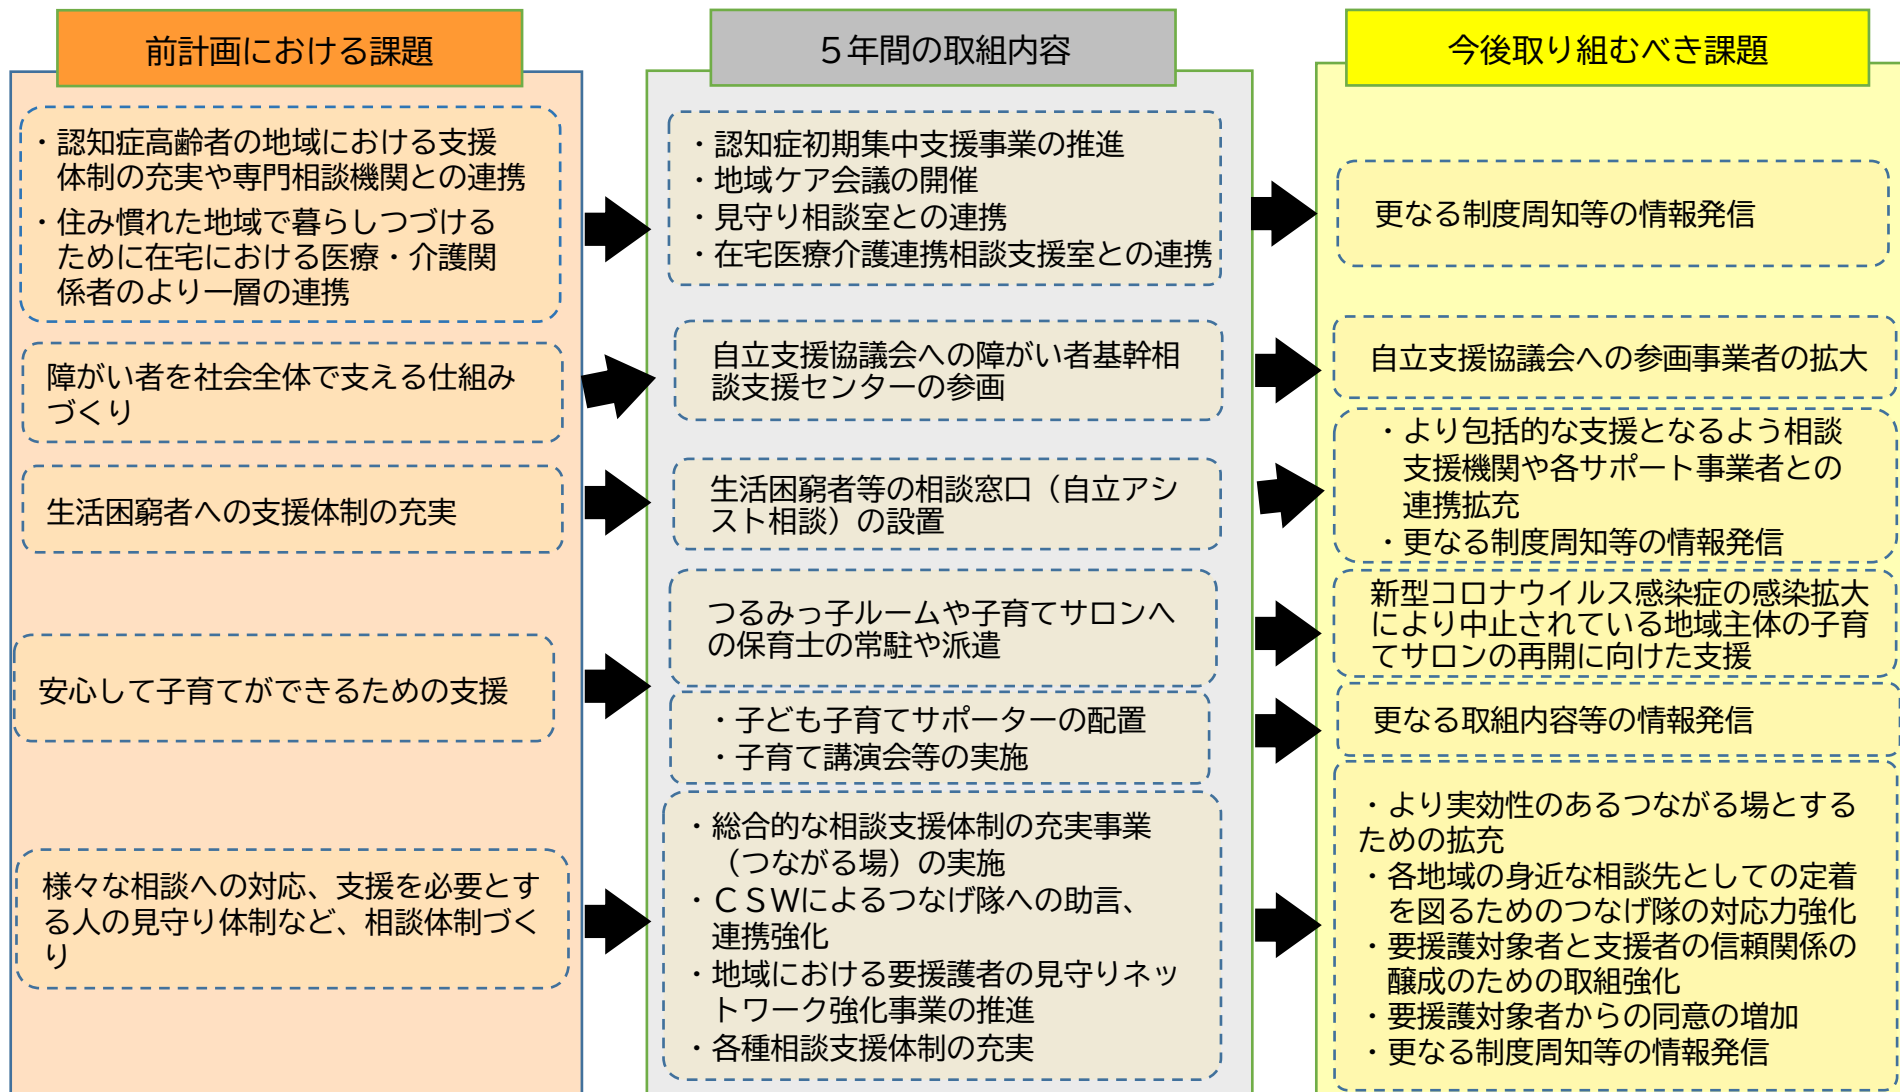 前計画における課題
・認知症高齢者の地域における支援
体制の充実や専門相談機関との連携
・住み慣れた地域で暮らしつづける
ために在宅における医療・介護関
係者のより一層の連携
障がい者を社会全体で支える仕組み
づくり
生活困窮者への支援体制の充実
安心して子育てができるための支援
様々な相談への対応、支援を必要とす
る人の見守り体制など、相談体制づく
り
５年間の取組内容
・認知症初期集中支援事業の推進
・地域ケア会議の開催
・見守り相談室との連携
・在宅医療介護連携相談支援室との連携
自立支援協議会への障がい者基幹相
談支援センターの参画
生活困窮者等の相談窓口（自立アシ
スト相談）の設置
つるみっ子ルームや子育てサロンへ
の保育士の常駐や派遣
・子ども子育てサポーターの配置
・子育て講演会等の実施
・総合的な相談支援体制の充実事業
（つながる場）の実施
・ＣＳＷによるつなげ隊への助言、
連携強化
・地域における要援護者の見守りネッ
トワーク強化事業の推進
・各種相談支援体制の充実
今後取り組むべき課題
更なる制度周知等の情報発信
自立支援協議会への参画事業者の拡大
・より包括的な支援となるよう相談
支援機関や各サポート事業者との
連携拡充
・更なる制度周知等の情報発信
新型コロナウイルス感染症の感染拡大
により中止されている地域主体の子育
てサロンの再開に向けた支援
更なる取組内容等の情報発信
・より実効性のあるつながる場とする
ための拡充
・各地域の身近な相談先としての定着
を図るためのつなげ隊の対応力強化
・要援護対象者と支援者の信頼関係の
醸成のための取組強化
・要援護対象者からの同意の増加
・更なる制度周知等の情報発信